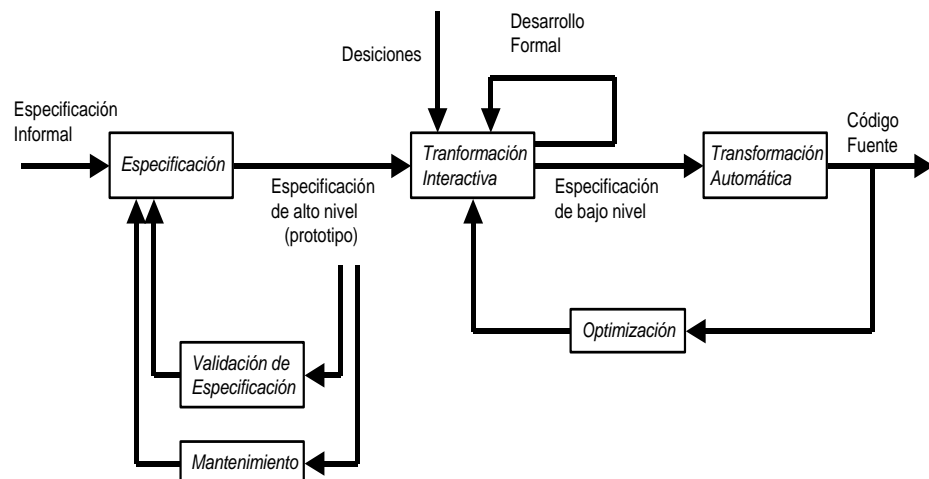 Desarrollo
Formal
Desiciones
Especificación
Informal
Código
Fuente
Especificación
Tranformación
Interactiva
Transformación
Automática
Especificación
de alto nivel
(prototipo)
Especificación
de bajo nivel
Optimización
Validación de
Especificación
Mantenimiento